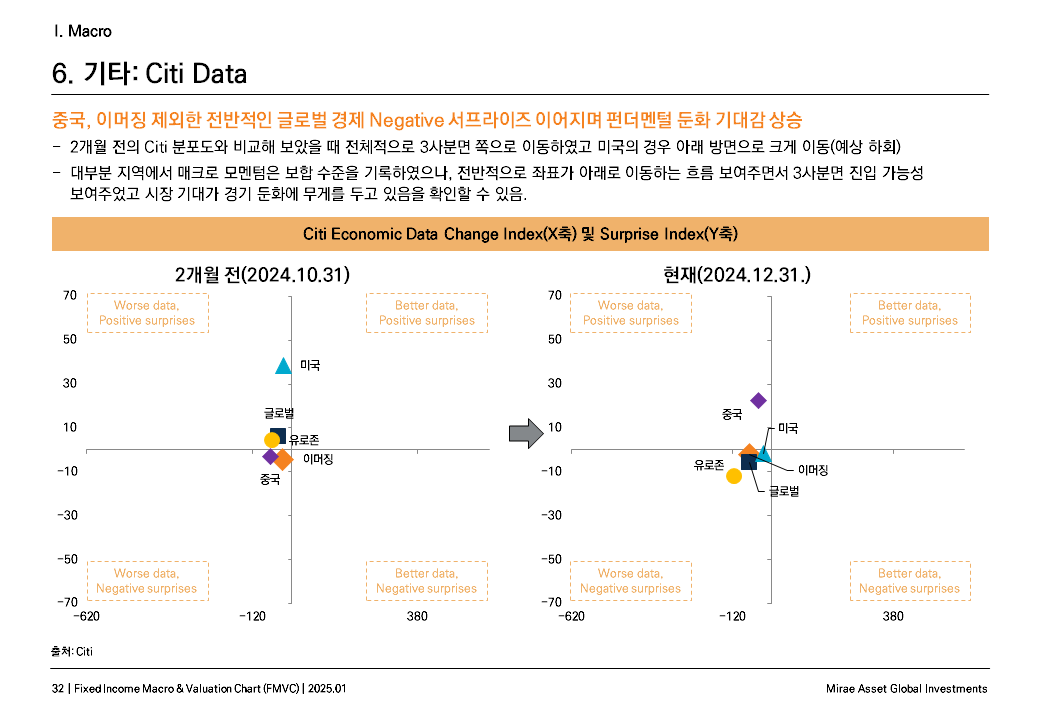 I. Macro
6. 기타: Citi Data
중국, 이머징 제외한 전반적인 글로벌 경제 Negative 서프라이즈 이어지며 펀더멘털 둔화 기대감 상승
- 2개월 전의 Citi 분포도와 비교해 보았을 때 전체적으로 3사분면 쪽으로 이동하였고 미국의 경우 아래 방면으로 크게 이동(예상 하회)
- 대부분 지역에서 매크로 모멘텀은 보합 수준을 기록하였으나, 전반적으로 좌표가 아래로 이동하는 흐름 보여주면서 3사분면 진입 가능성
보여주었고 시장 기대가 경기 둔화에 무게를 두고 있음을 확인할 수 있음.
Citi Economic Data Change Index(X축) 및 Surprise Index(Y축)
2개월 전(2024.10.31)
70
Worse data,
Positive surprises
Better data,
Positive surprises
50
미국
30
글로벌
10
유로존
이머징
-10
중국
-30
-50
Worse data,
Negative surprises
Better data,
Negative surprises
-70
-620
-120
380
현재(2024.12.31.)
70
Worse data,
Positive surprises
Better data,
Positive surprises
50
30
중국
10
미국
유로존
이머징
-10
글로벌
-30
-50
Worse data,
Negative surprises
Better data,
Negative surprises
-70
-620
-120
380
출처: Citi
32 | Fixed Income Macro & Valuation Chart (FMVC) | 2025.01
Mirae Asset Global Investments